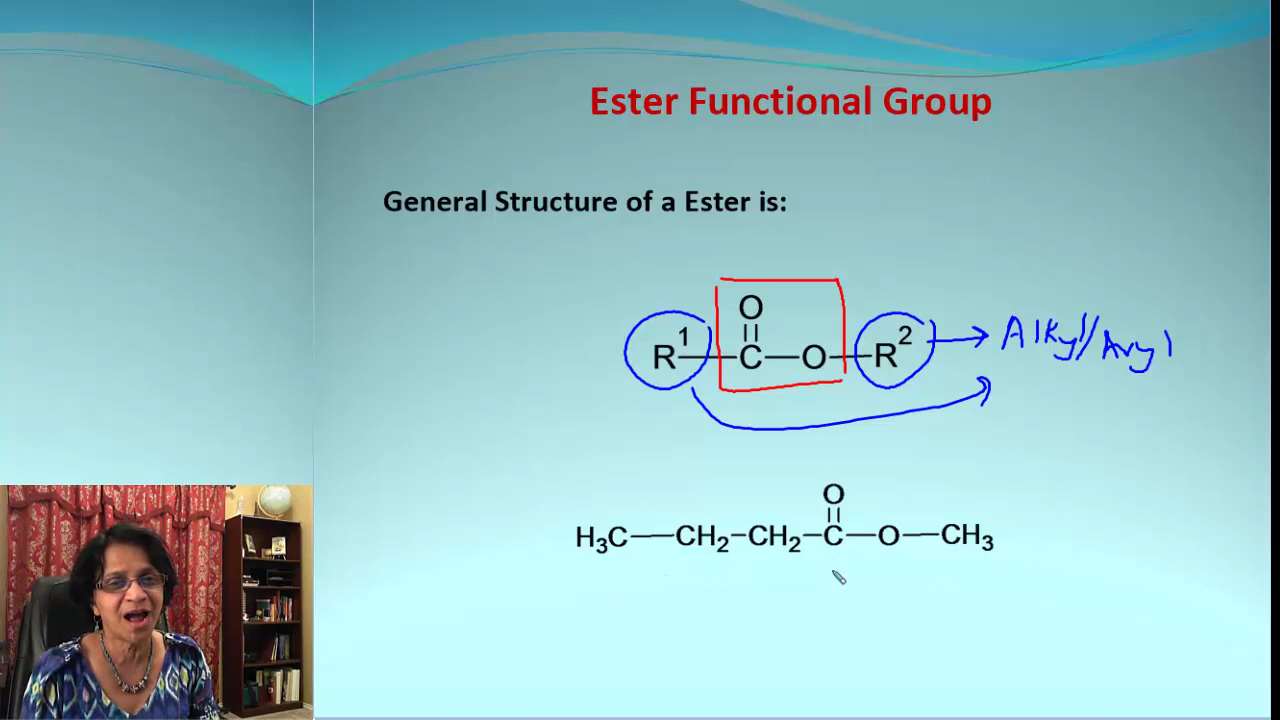 Ester Functional Group
General Structure of a Ester is:
O
R¹—C—O—R² → Alkyl/Aryl
O
H₃C—CH₂–CH₂–C—O—CH₃